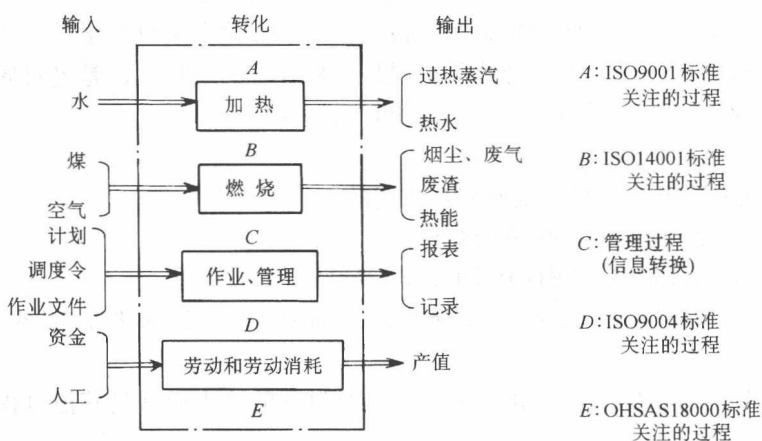 输入 转化 输出
A
水 加热 过热蒸汽
热水
A:ISO9001标准
关注的过程
B
煤
空气
燃烧
烟尘、废气
废渣
热能
B:ISO14001标准
关注的过程
C
计划
调度令
作业文件
作业、管理
报表
记录
C:管理过程
(信息转换)
D
资金
人工
劳动和劳动消耗
产值
D:ISO9004标准
关注的过程
E
E:OHSAS18000标准
关注的过程